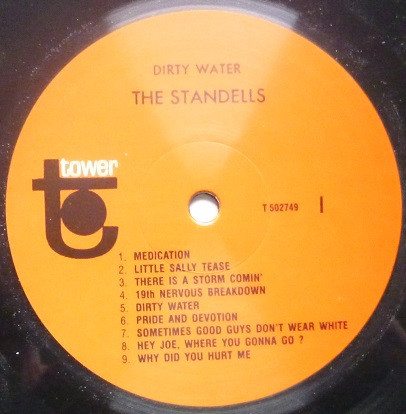 DIRTY WATER
THE STANDELLS
tower
T 502749 I
1. MEDICATION
2. LITTLE SALLY TEASE
3. THERE IS A STORM COMIN'
4. 19th NERVOUS BREAKDOWN
5. DIRTY WATER
6. PRIDE AND DEVOTION
7. SOMETIMES GOOD GUYS DON'T WEAR WHITE
8. HEY JOE, WHERE YOU GONNA GO ?
9. WHY DID YOU HURT ME